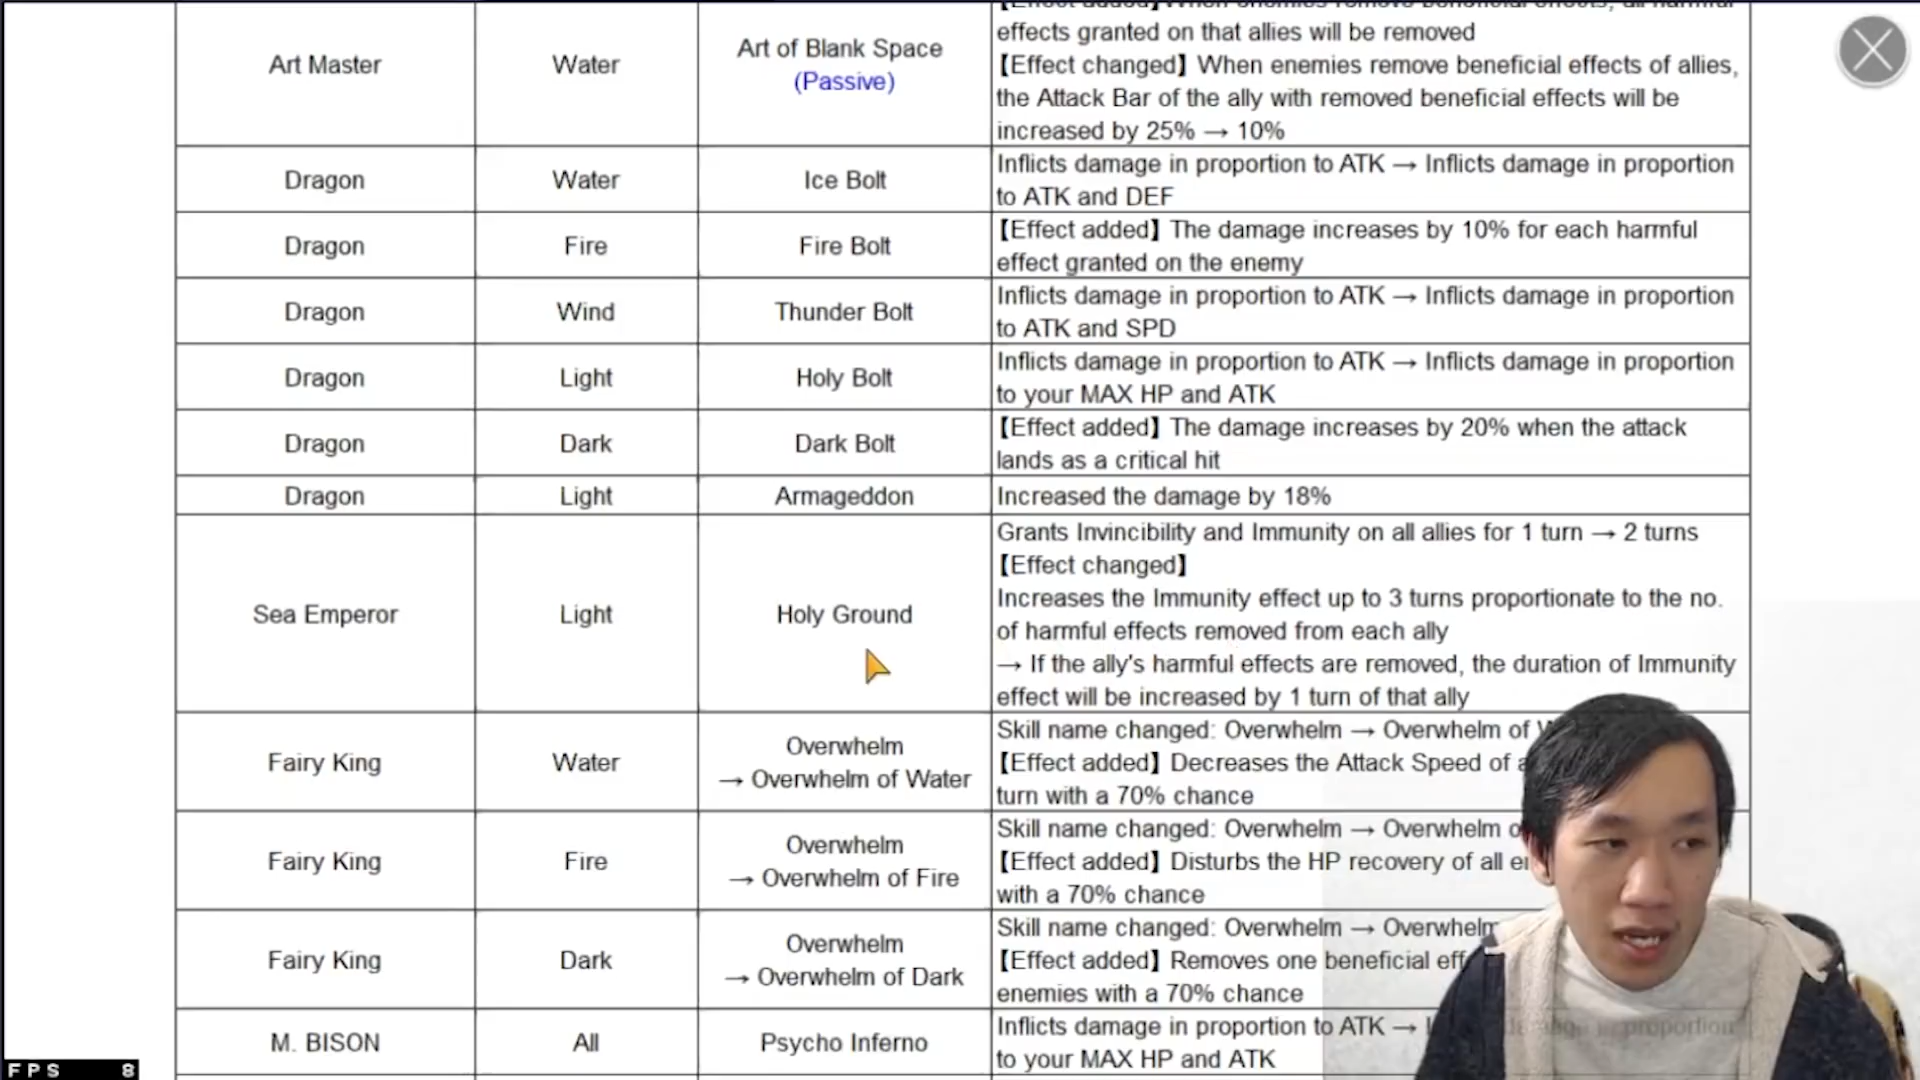 【Effect added】When enemies remove beneficial effects, all harmful
effects granted on that allies will be removed
Art Master
Water
Art of Blank Space
(Passive)
【Effect changed】When enemies remove beneficial effects of allies,
the Attack Bar of the ally with removed beneficial effects will be
increased by 25% → 10%
Dragon
Water
Ice Bolt
Inflicts damage in proportion to ATK → Inflicts damage in proportion
to ATK and DEF
Dragon
Fire
Fire Bolt
【Effect added】The damage increases by 10% for each harmful
effect granted on the enemy
Dragon
Wind
Thunder Bolt
Inflicts damage in proportion to ATK → Inflicts damage in proportion
to ATK and SPD
Dragon
Light
Holy Bolt
Inflicts damage in proportion to ATK → Inflicts damage in proportion
to your MAX HP and ATK
Dragon
Dark
Dark Bolt
【Effect added】The damage increases by 20% when the attack
lands as a critical hit
Dragon
Light
Armageddon
Increased the damage by 18%
Sea Emperor
Light
Holy Ground
Grants Invincibility and Immunity on all allies for 1 turn → 2 turns
【Effect changed】
Increases the Immunity effect up to 3 turns proportionate to the no.
of harmful effects removed from each ally
→ If the ally's harmful effects are removed, the duration of Immunity
effect will be increased by 1 turn of that ally
Fairy King
Water
Overwhelm
→ Overwhelm of Water
Skill name changed: Overwhelm → Overwhelm of
【Effect added】Decreases the Attack Speed of
turn with a 70% chance
Fairy King
Fire
Overwhelm
→ Overwhelm of Fire
Skill name changed: Overwhelm → Overwhelm
【Effect added】Disturbs the HP recovery of all
with a 70% chance
Fairy King
Dark
Overwhelm
→ Overwhelm of Dark
Skill name changed: Overwhelm → Overwhelm
【Effect added】Removes one beneficial
enemies with a 70% chance
M. BISON
All
Psycho Inferno
Inflicts damage in proportion to ATK → damage in proportion
to your MAX HP and ATK
FPS 8